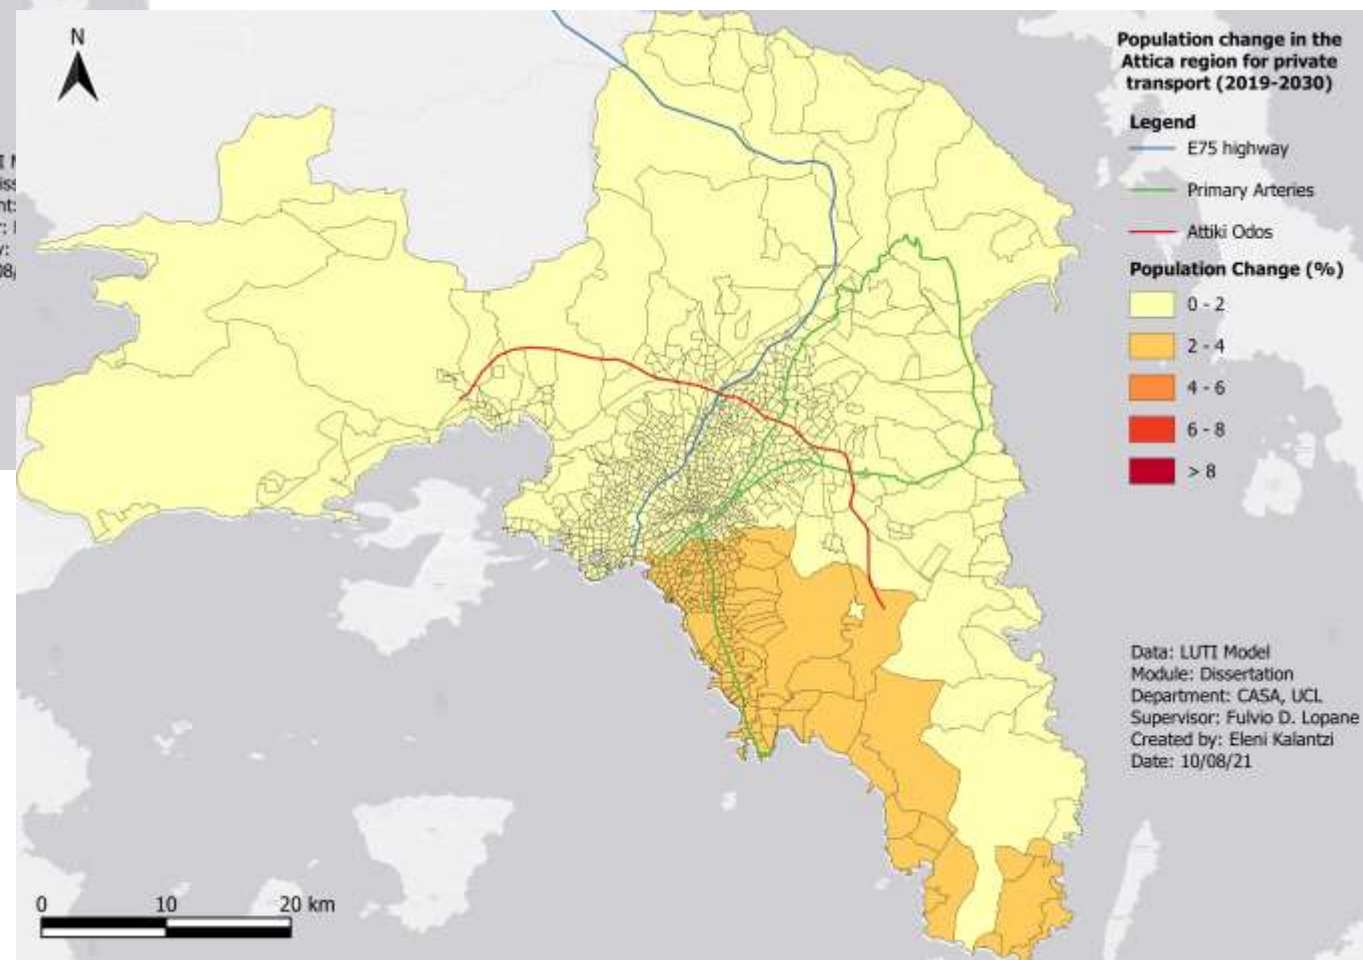 N
Population change in the
Attica region for private
transport (2019-2030)
Legend
E75 highway
Primary Arteries
Attiki Odos
Population Change (%)
0 - 2
2 - 4
4 - 6
6 - 8
> 8
Data: LUTI Model
Module: Dissertation
Department: CASA, UCL
Supervisor: Fulvio D. Lopane
Created by: Eleni Kalantzi
Date: 10/08/21
0 10 20 km